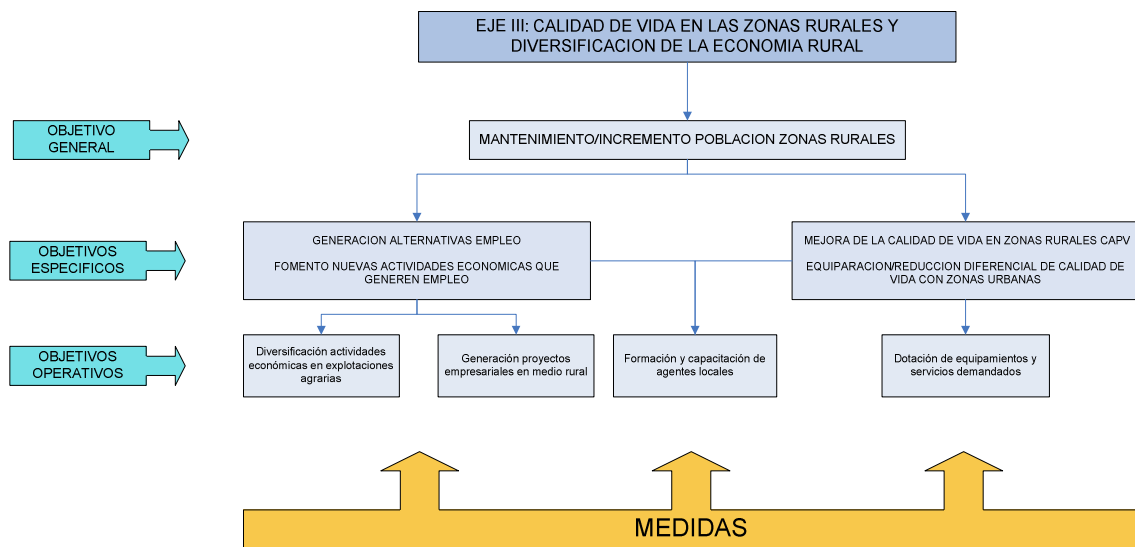 EJE III: CALIDAD DE VIDA EN LAS ZONAS RURALES Y
DIVERSIFICACION DE LA ECONOMIA RURAL
OBJETIVO
GENERAL
MANTENIMIENTO/INCREMENTO POBLACION ZONAS RURALES
OBJETIVOS
ESPECIFICOS
GENERACION ALTERNATIVAS EMPLEO
FOMENTO NUEVAS ACTIVIDADES ECONOMICAS QUE
GENEREN EMPLEO
MEJORA DE LA CALIDAD DE VIDA EN ZONAS RURALES CAPV
EQUIPARACION/REDUCCION DIFERENCIAL DE CALIDAD DE
VIDA CON ZONAS URBANAS
OBJETIVOS
OPERATIVOS
Diversificación actividades
económicas en explotaciones
agrarias
Generación proyectos
empresariales en medio rural
Formación y capacitación de
agentes locales
Dotación de equipamientos y
servicios demandados
MEDIDAS